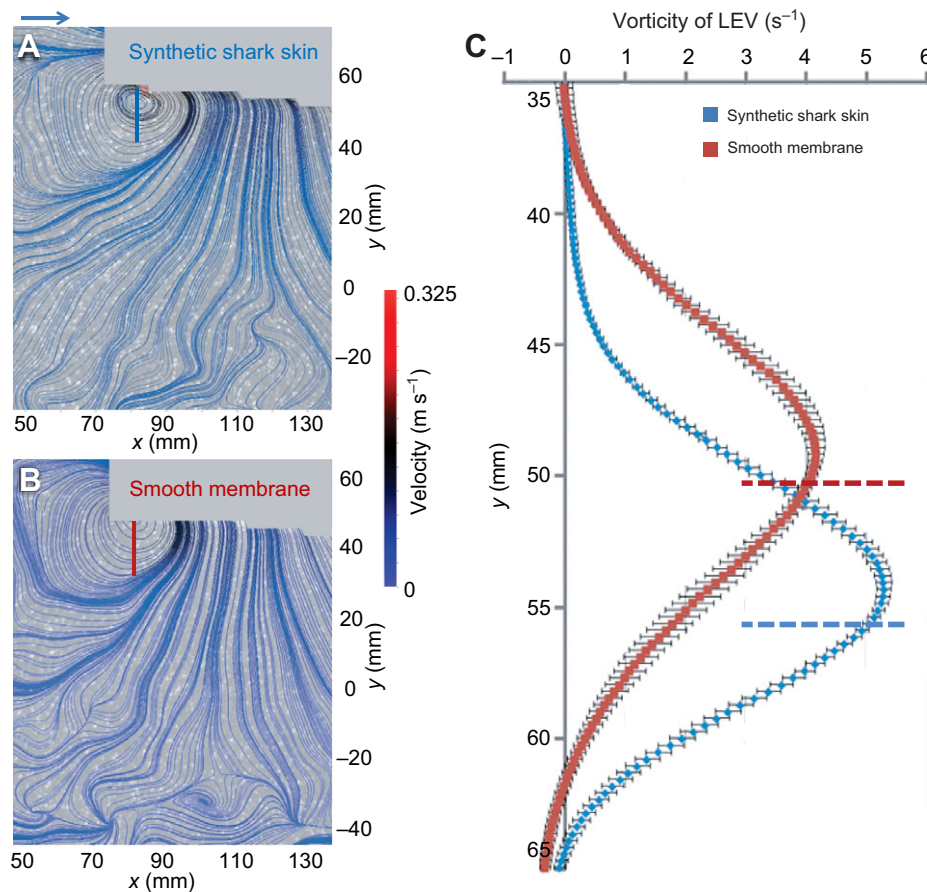 A
Synthetic shark skin
60
40
20
0
–20
y (mm)
50 70 90 110 130
x (mm)
0.325
0
Velocity (m s−1)
B
Smooth membrane
60
40
20
0
–20
–40
y (mm)
50 70 90 110 130
x (mm)
C
Vorticity of LEV (s−1)
–1 0 1 2 3 4 5 6
35
40
45
50
55
60
65
y (mm)
Synthetic shark skin
Smooth membrane